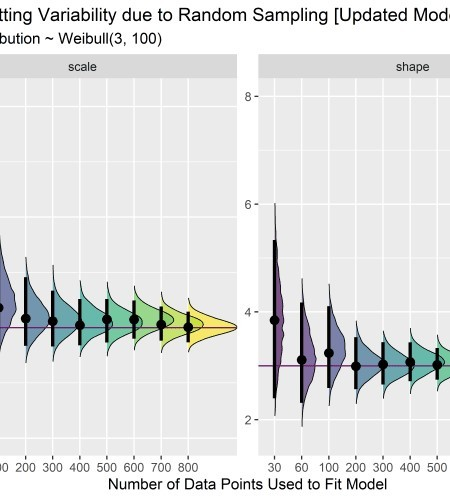 tting Variability due to Random Sampling [Updated Mode
bution ~ Weibull(3, 100)
scale
shape
8
6
4
2
00 200 300 400 500 600 700 800
30 60 100 200 300 400 500
Number of Data Points Used to Fit Model